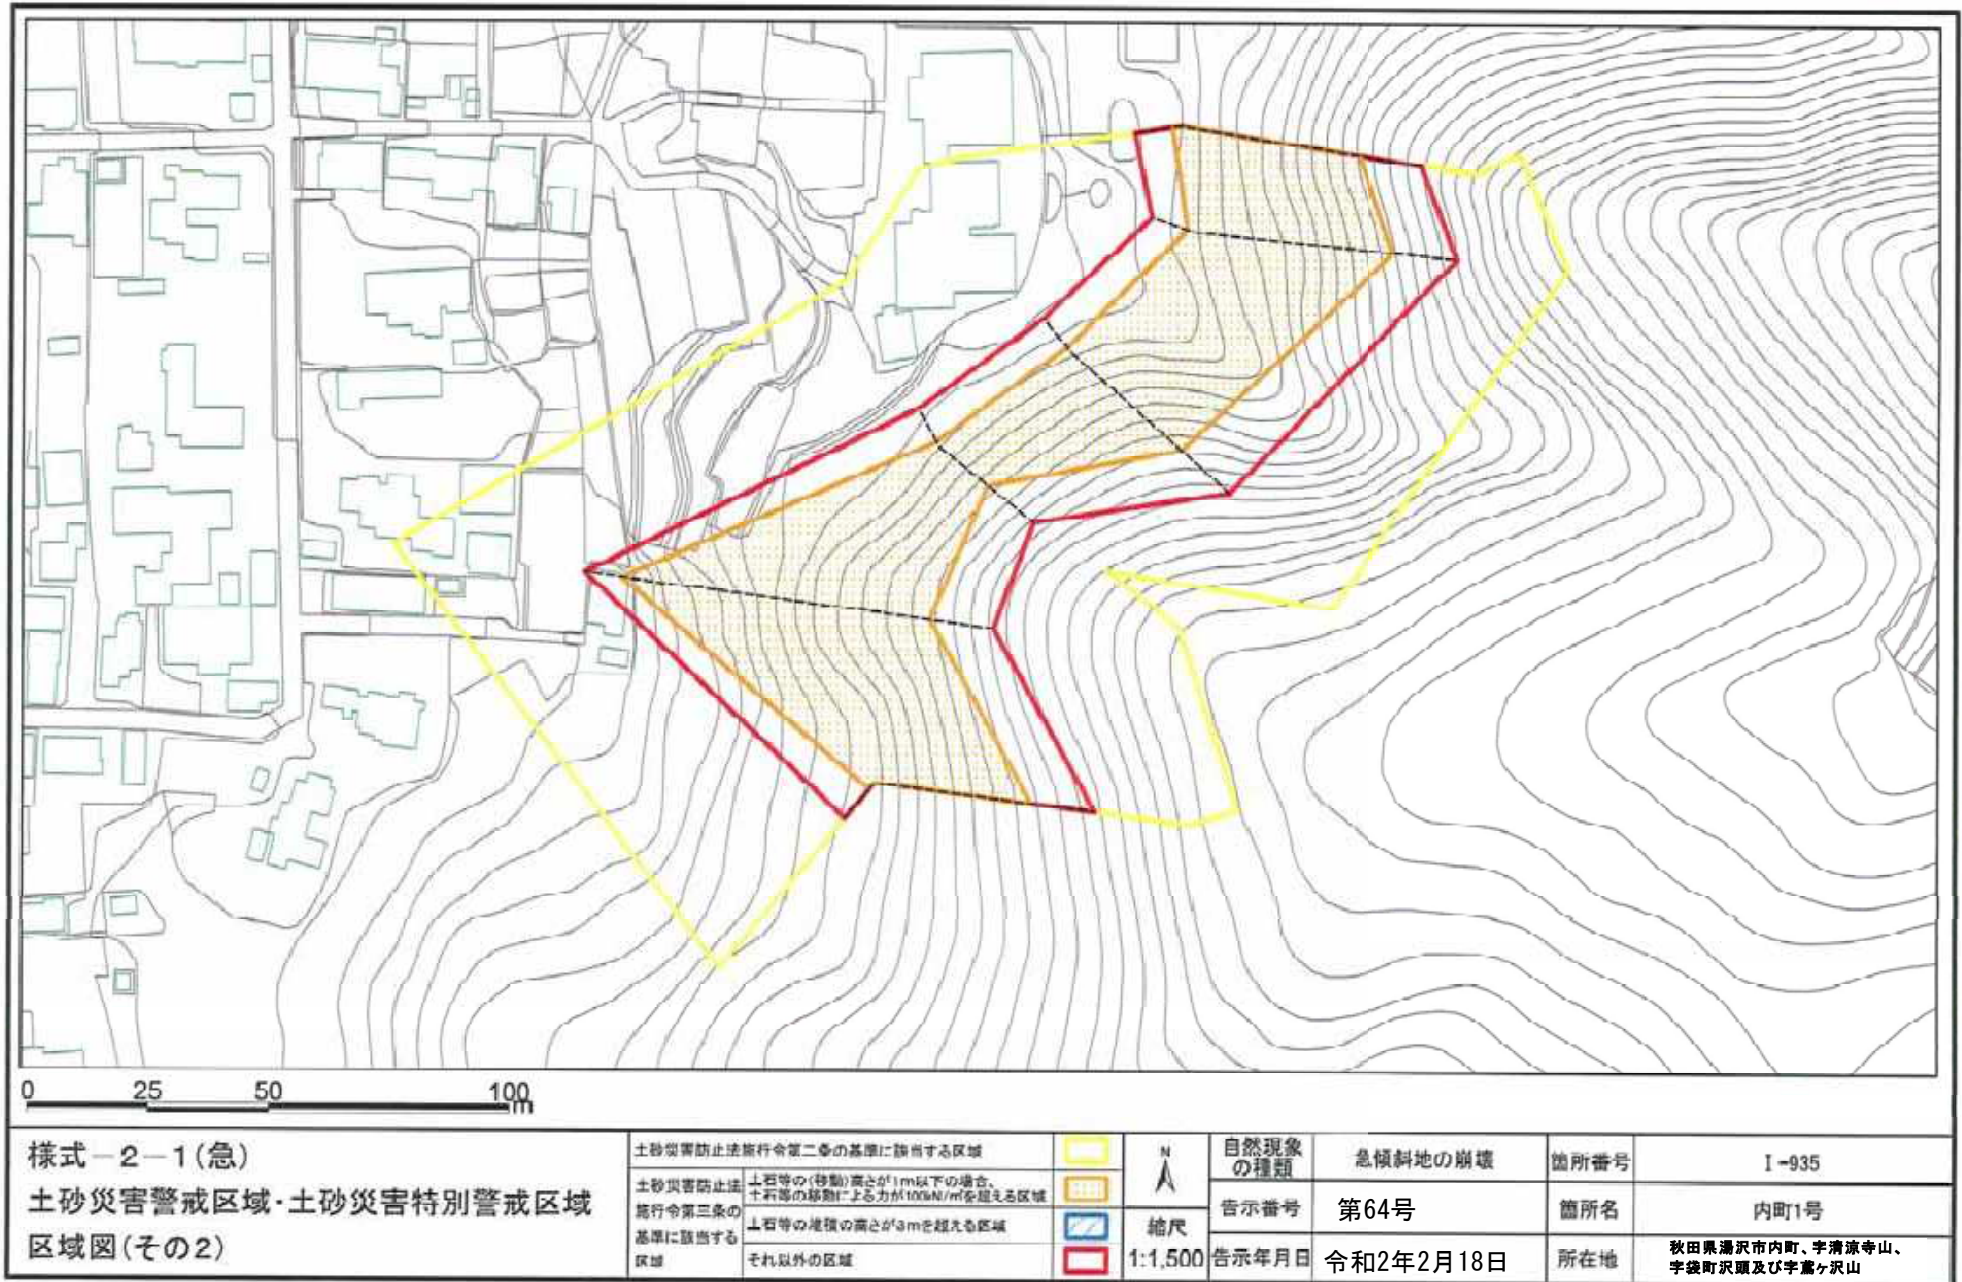 0 25 50 100
m
様式－2－1(急)
土砂災害警戒区域・土砂災害特別警戒区域
区域図(その2)
土砂災害防止法施行令第二条の基準に該当する区域
土砂災害防止法
施行令第三条の
基準に該当する
区域
土石等の(移動)高さが1m以下の場合、
土石等の移動による力が100kN/㎡を超える区域
土石等の堆積の高さが3mを超える区域
それ以外の区域
N
縮尺
1:1,500
自然現象
の種類
急傾斜地の崩壊
箇所番号
I-935
告示番号
第64号
箇所名
内町1号
告示年月日
令和2年2月18日
所在地
秋田県湯沢市内町、字清涼寺山、
字袋町沢頭及び字鳶ヶ沢山